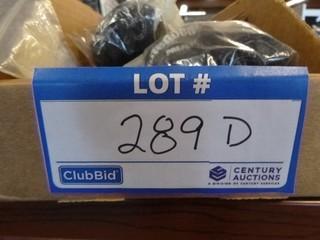 LOT #
289 D
ClubBid
CENTURY
AUCTIONS
A DIVISION OF CENTURY SERVICES